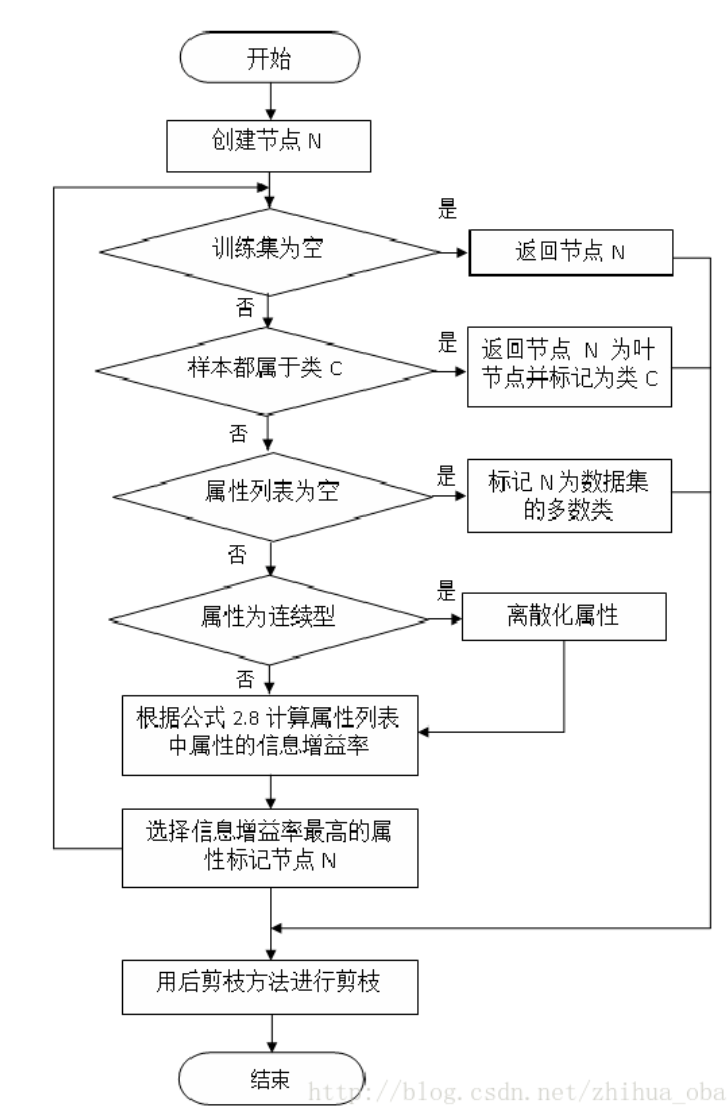 开始
创建节点 N
是
训练集为空
返回节点 N
否
是
样本都属于类 C
返回节点 N 为叶
节点并标记为类 C
否
是
属性列表为空
标记 N 为数据集
的多数类
否
是
属性为连续型
离散化属性
否
根据公式 2.8 计算属性列表
中属性的信息增益率
选择信息增益率最高的属
性标记节点 N
用后剪枝方法进行剪枝
结束
http://blog.csdn.net/zhihua_oba